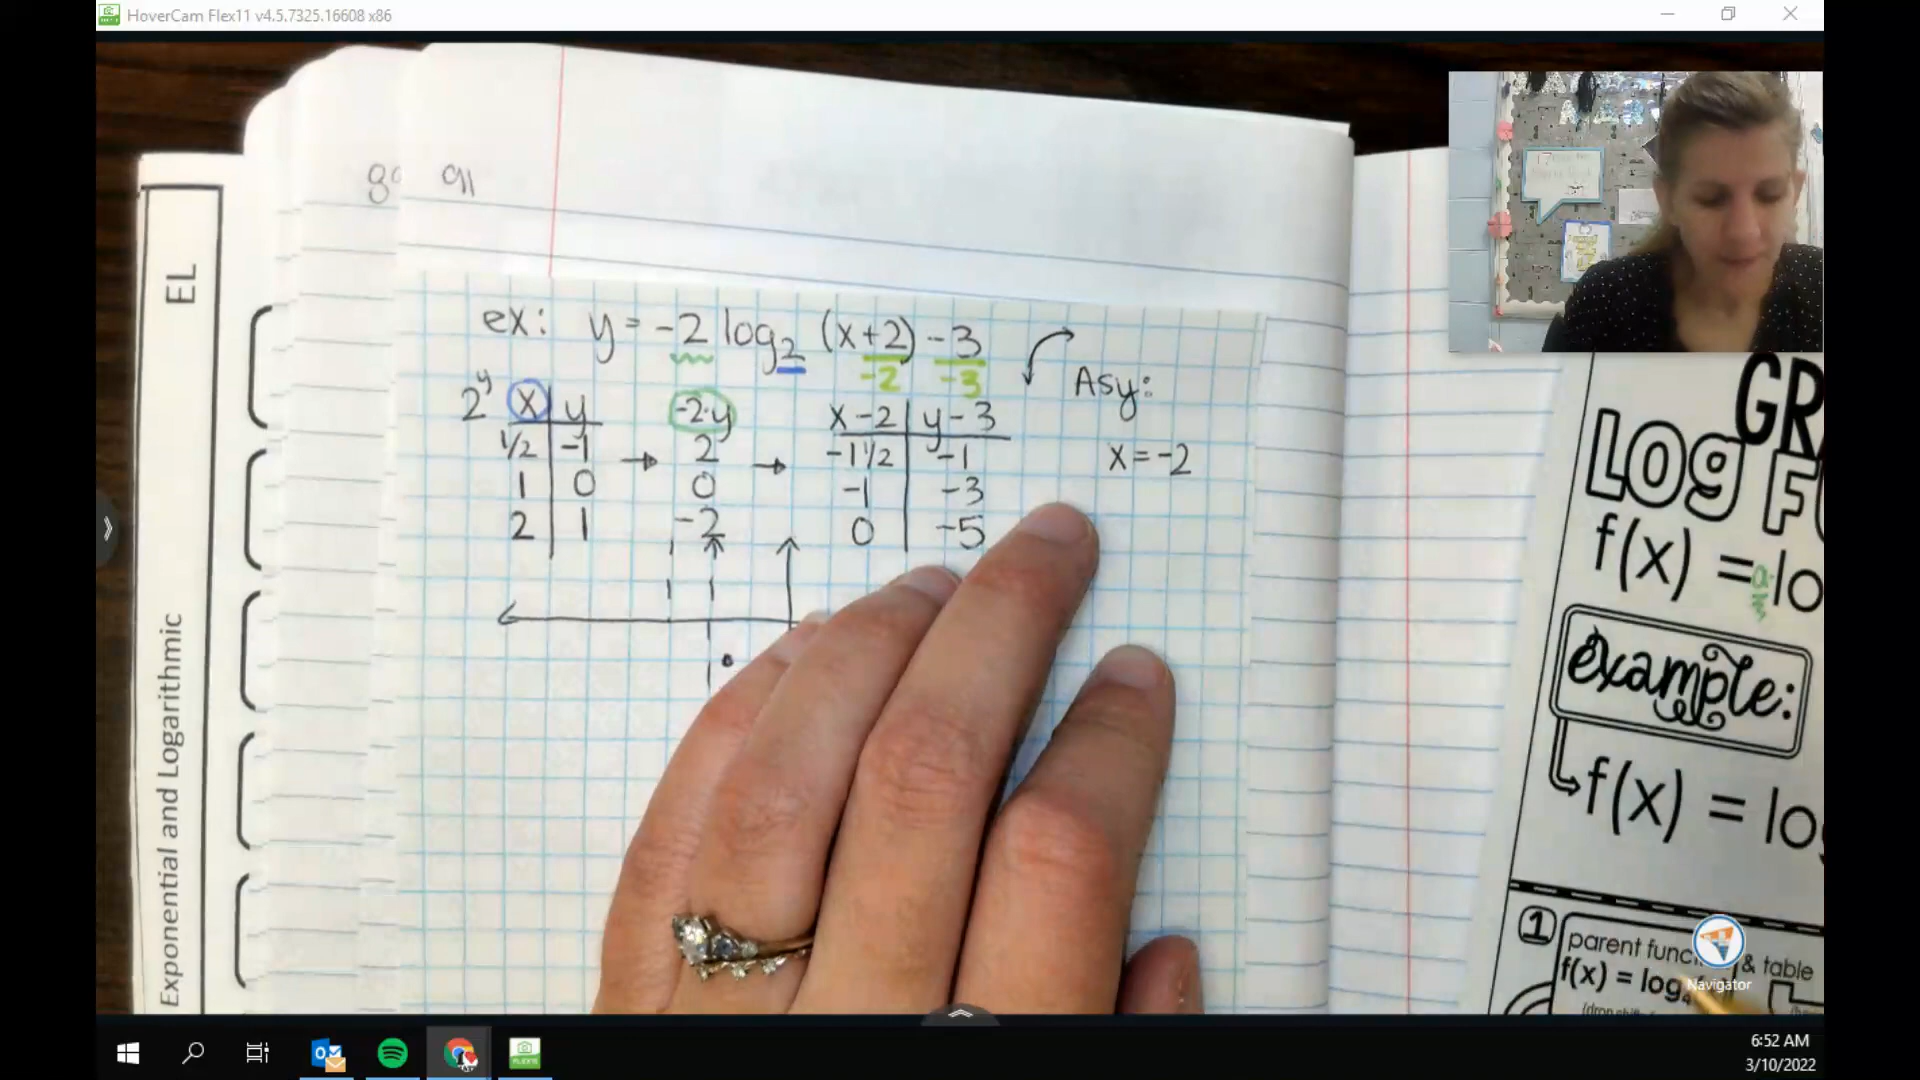 HoverCam Flex11 v4.5.7325.16608 x86
91
EL
Exponential and Logarithmic
ex: y = -2 log₂ (x+2) -3
-2 -3
2^y x | y -2·y x-2 | y-3
1/2 | -1 → 2 → -1 1/2 | -1
1 | 0 0 -1 | -3
2 | 1 -2 0 | -5
Asy:
x = -2
LOG
f(x) = a·lo
example:
f(x) = log
1
parent & table
f(x) = log₄
Navigator
6:52 AM
3/10/2022